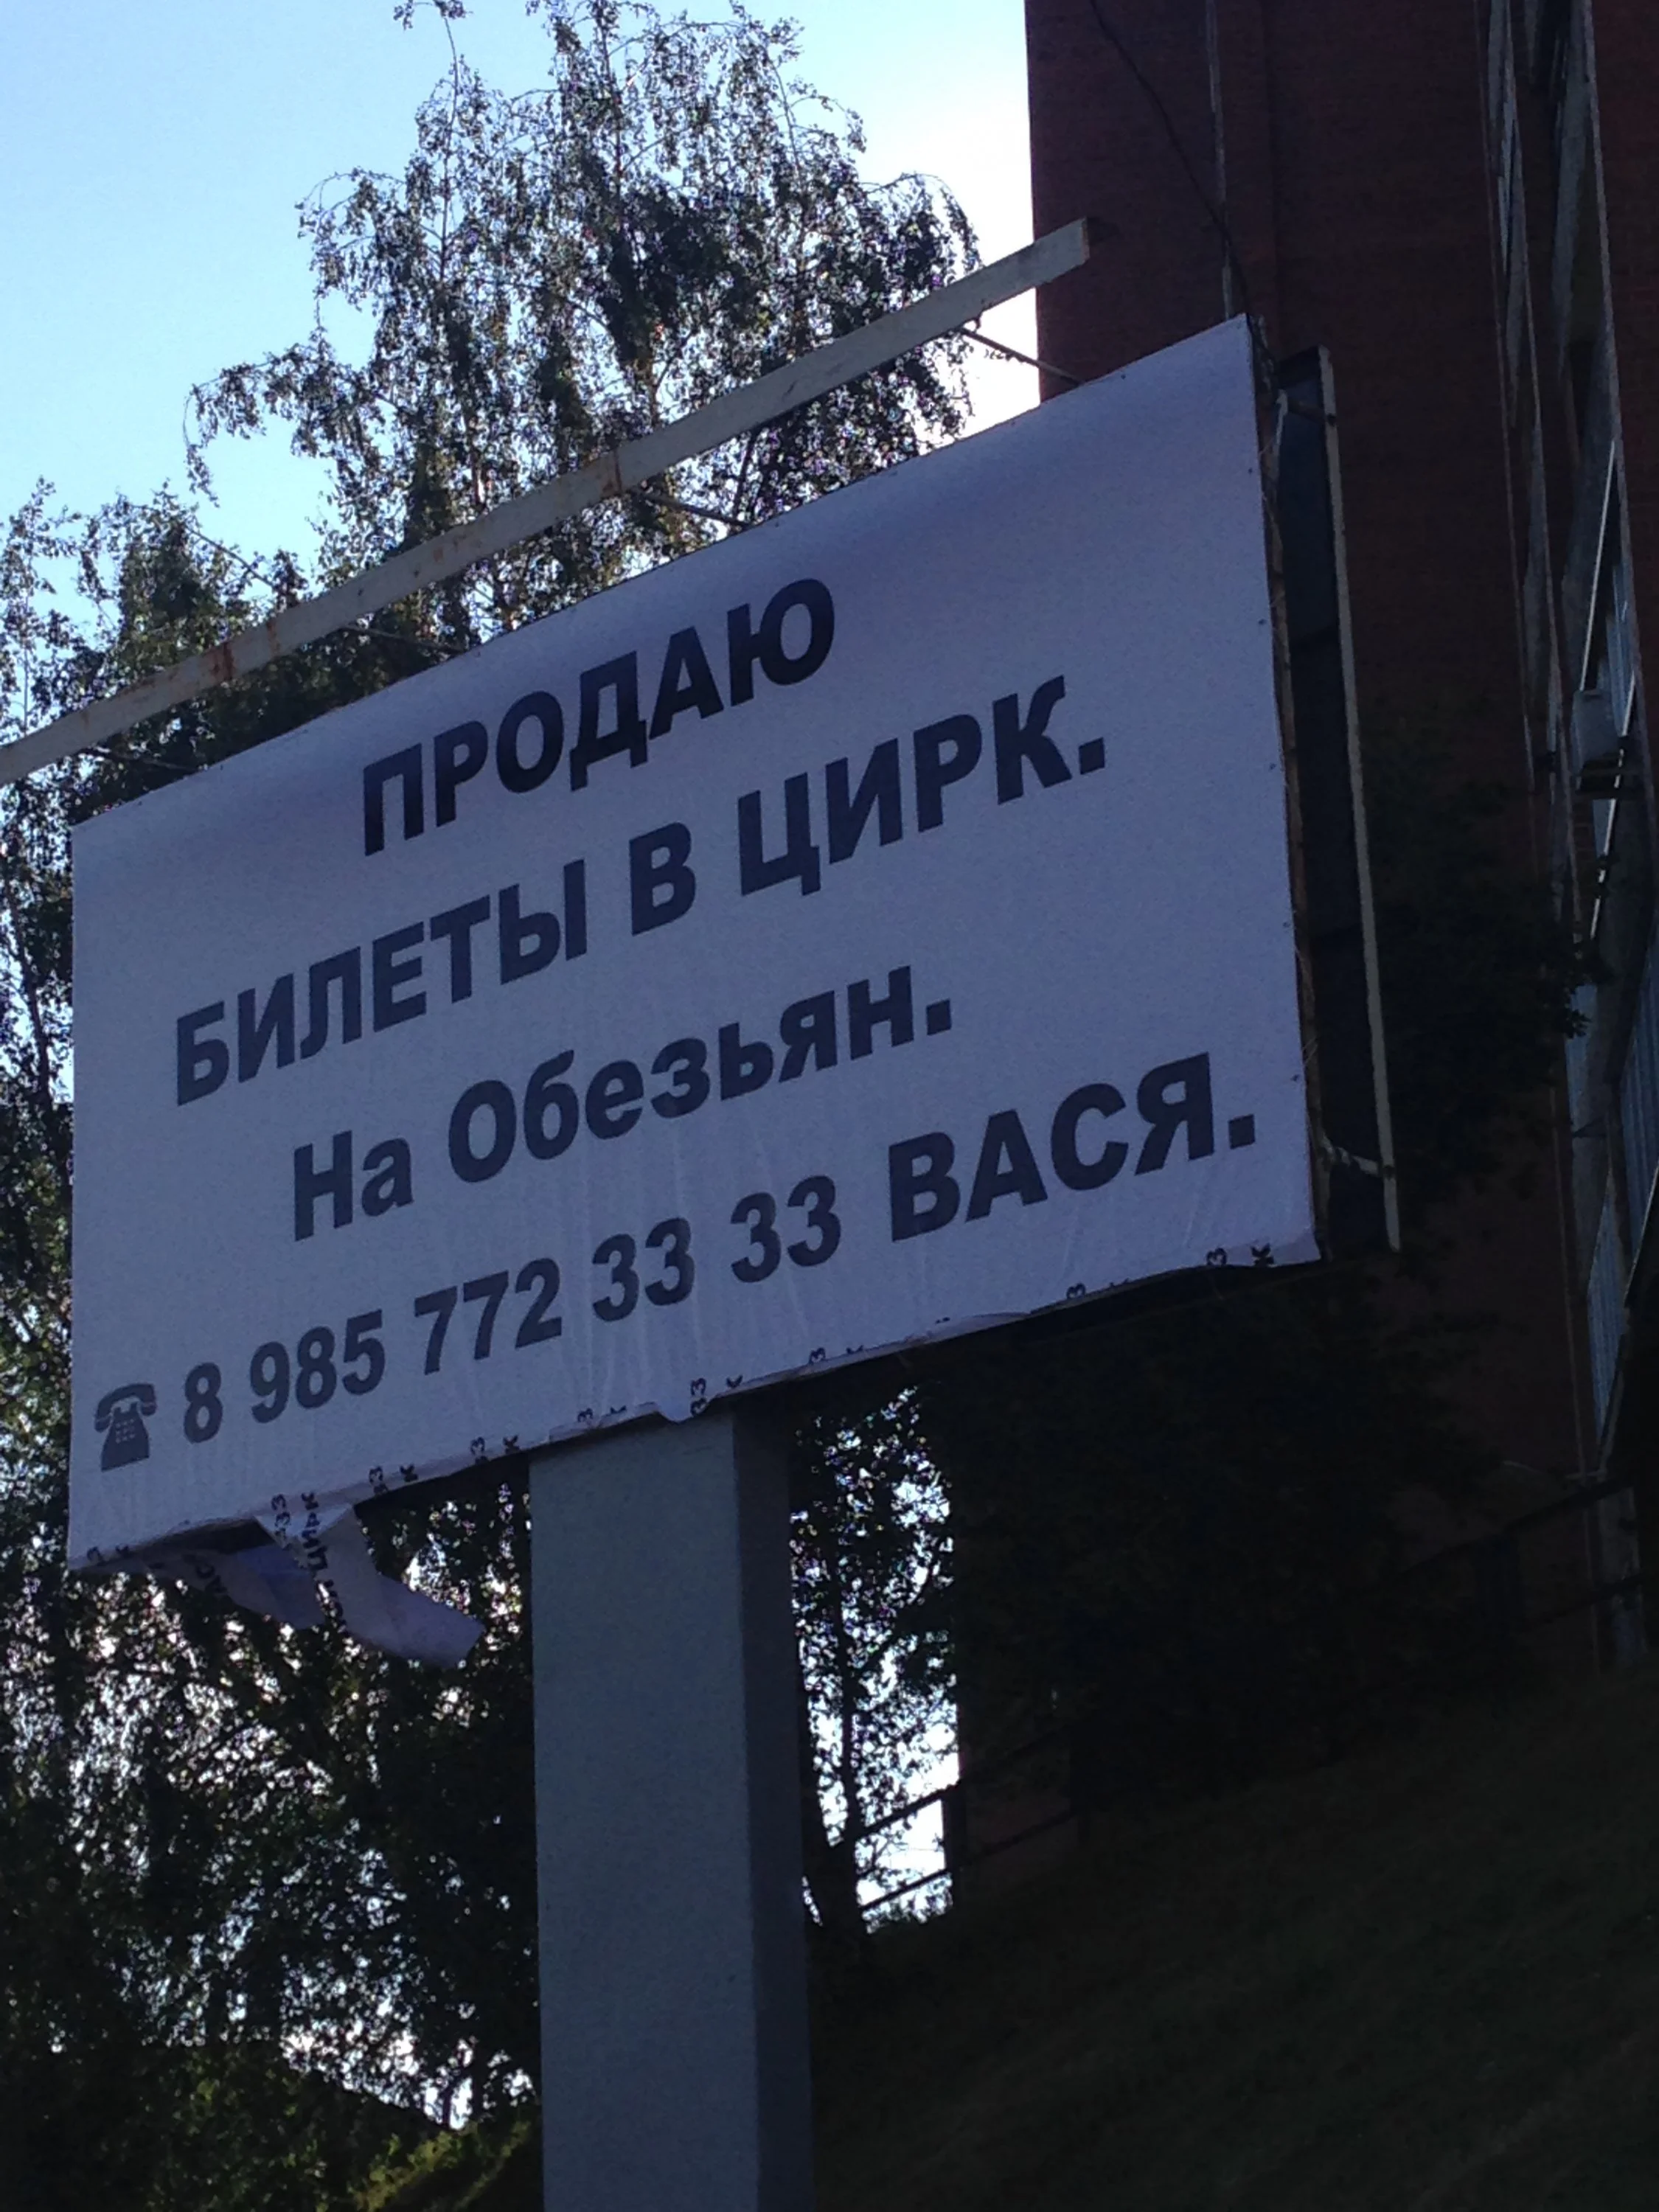 ПРОДАЮ
БИЛЕТЫ В ЦИРК.
На Обезьян.
☎ 8 985 772 33 33 ВАСЯ.